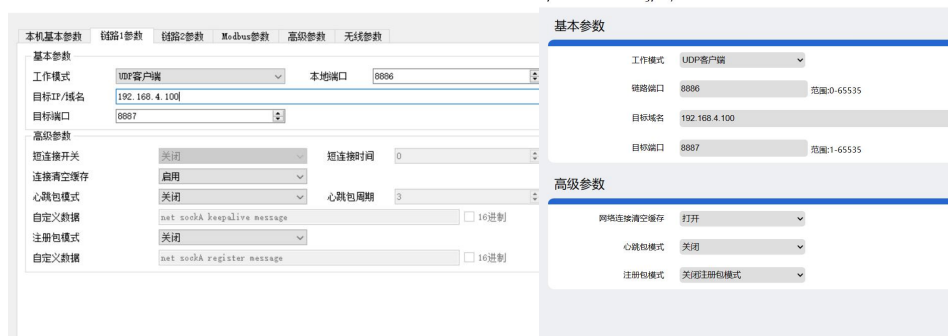 本机基本参数 链路1参数 链路2参数 Modbus参数 高级参数 无线参数
基本参数
工作模式 UDP客户端 本地端口 8886
目标IP/域名 192.168.4.100
目标端口 8887
高级参数
短连接开关 关闭 短连接时间 0
连接清空缓存 启用
心跳包模式 关闭 心跳包周期 3
自定义数据 net sockA keepalive message 16进制
注册包模式 关闭
自定义数据 net sockA register message 16进制
基本参数
工作模式 UDP客户端
链路端口 8886 范围:0-65535
目标域名 192.168.4.100
目标端口 8887 范围:1-65535
高级参数
网络连接清空缓存 打开
心跳包模式 关闭
注册包模式 关闭注册包模式